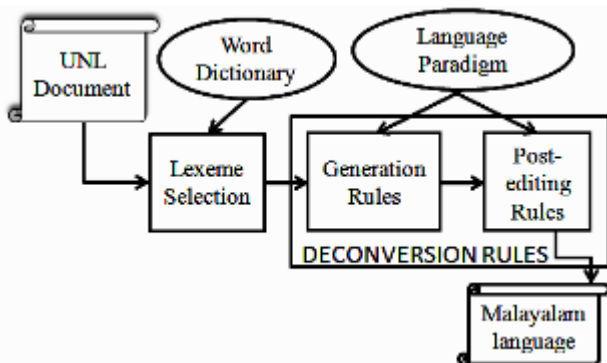 UNL
Document
Word
Dictionary
Language
Paradigm
Lexeme
Selection
Generation
Rules
Post-
editing
Rules
DECONVERSION RULES
Malayalam
language